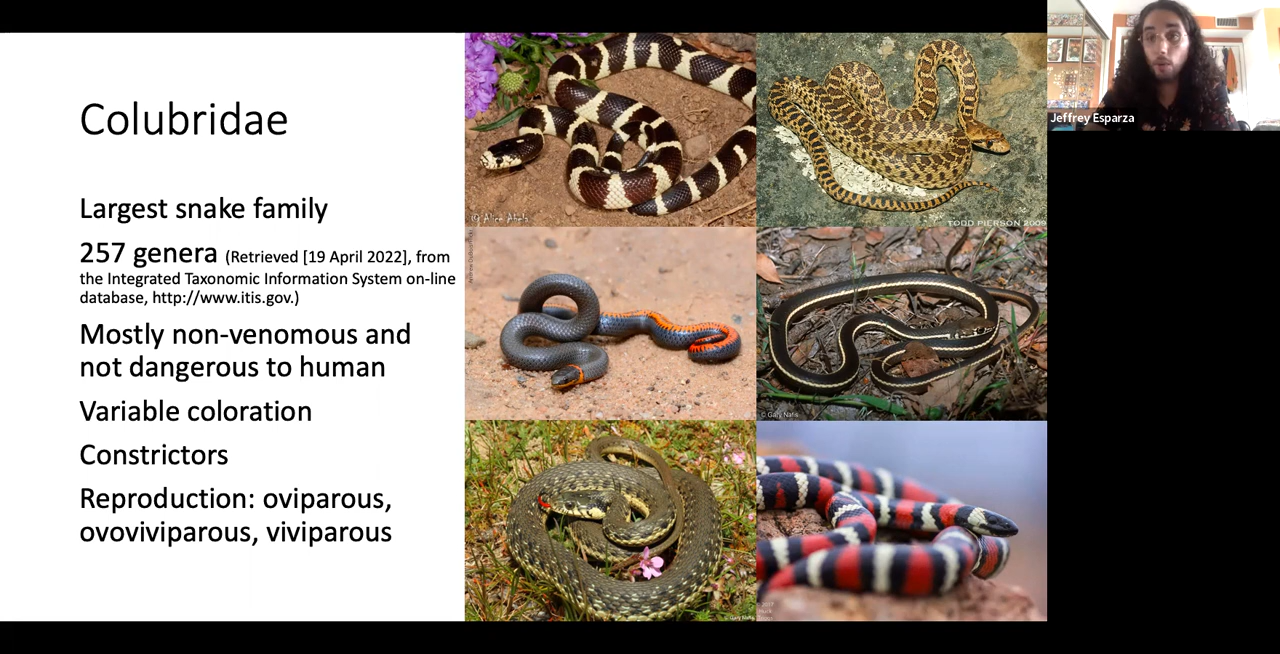 Colubridae
Largest snake family
257 genera (Retrieved [19 April 2022], from
the Integrated Taxonomic Information System on-line
database, http://www.itis.gov.)
Mostly non-venomous and
not dangerous to human
Variable coloration
Constrictors
Reproduction: oviparous,
ovoviviparous, viviparous
© Alice Abela
TODD PIERSON 2009
© Gary Nafis
© Gary Nafis
Jeffrey Esparza